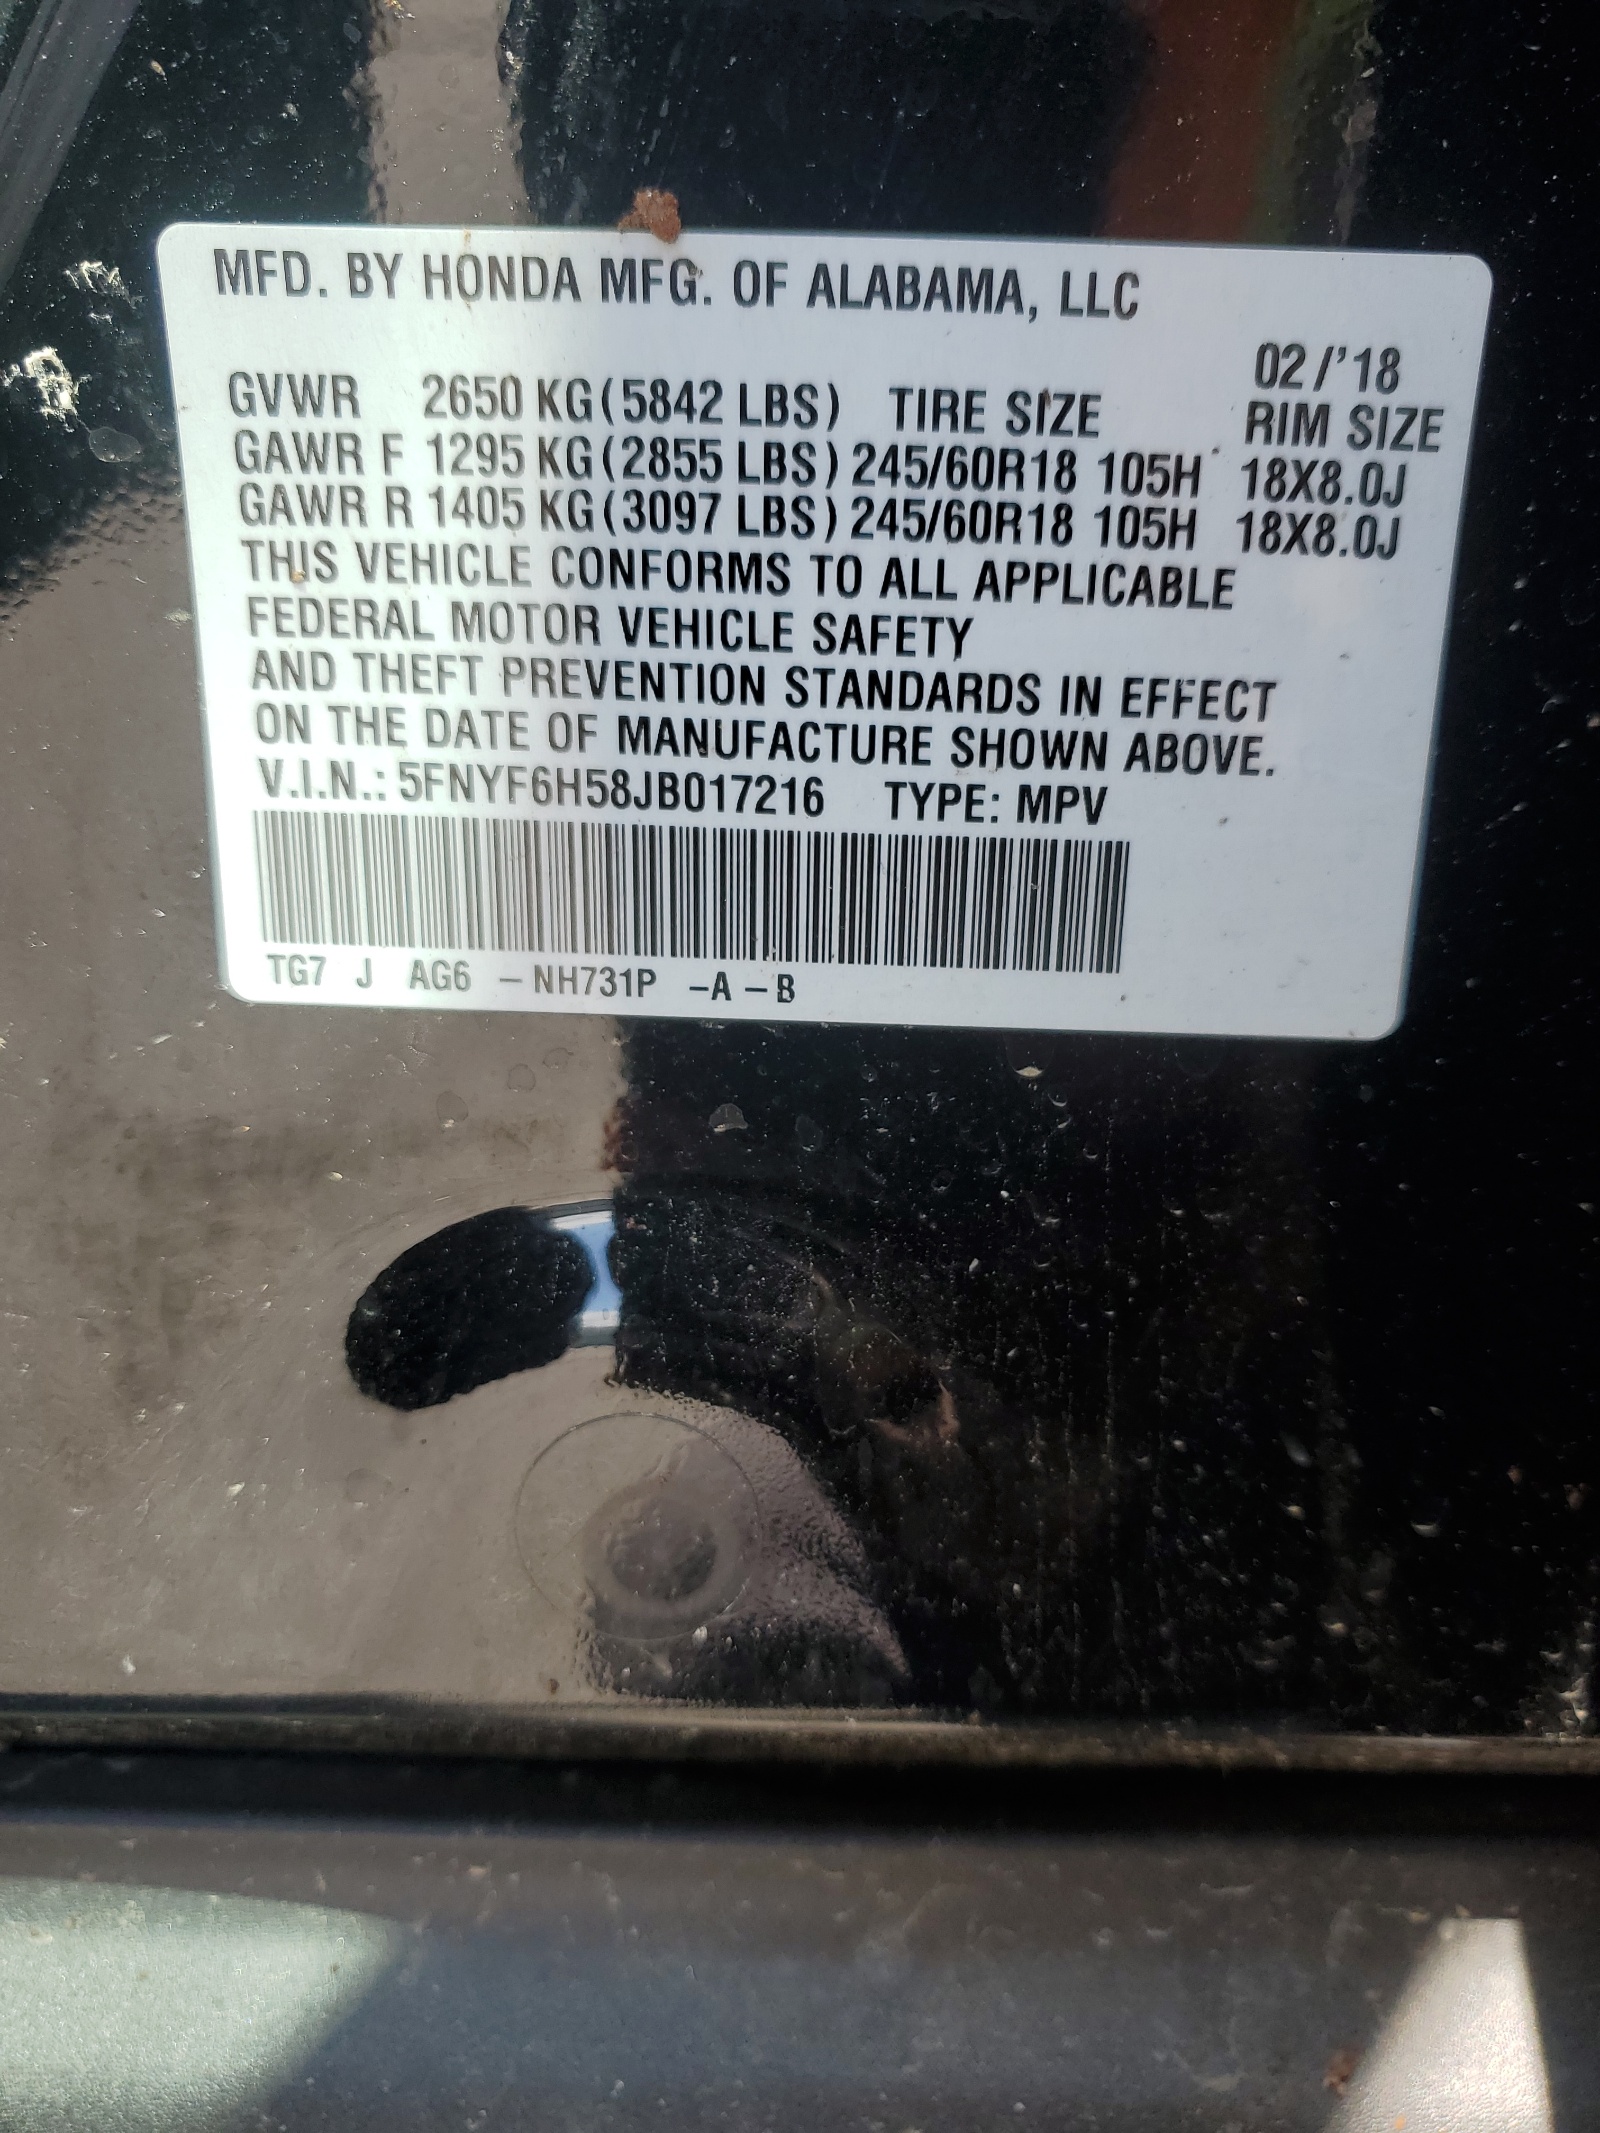 MFD. BY HONDA MFG. OF ALABAMA, LLC
02/'18
GVWR 2650 KG(5842 LBS) TIRE SIZE RIM SIZE
GAWR F 1295 KG(2855 LBS) 245/60R18 105H 18X8.0J
GAWR R 1405 KG(3097 LBS) 245/60R18 105H 18X8.0J
THIS VEHICLE CONFORMS TO ALL APPLICABLE
FEDERAL MOTOR VEHICLE SAFETY
AND THEFT PREVENTION STANDARDS IN EFFECT
ON THE DATE OF MANUFACTURE SHOWN ABOVE.
V.I.N.: 5FNYF6H58JB017216 TYPE: MPV
TG7 J AG6 –NH731P –A –B